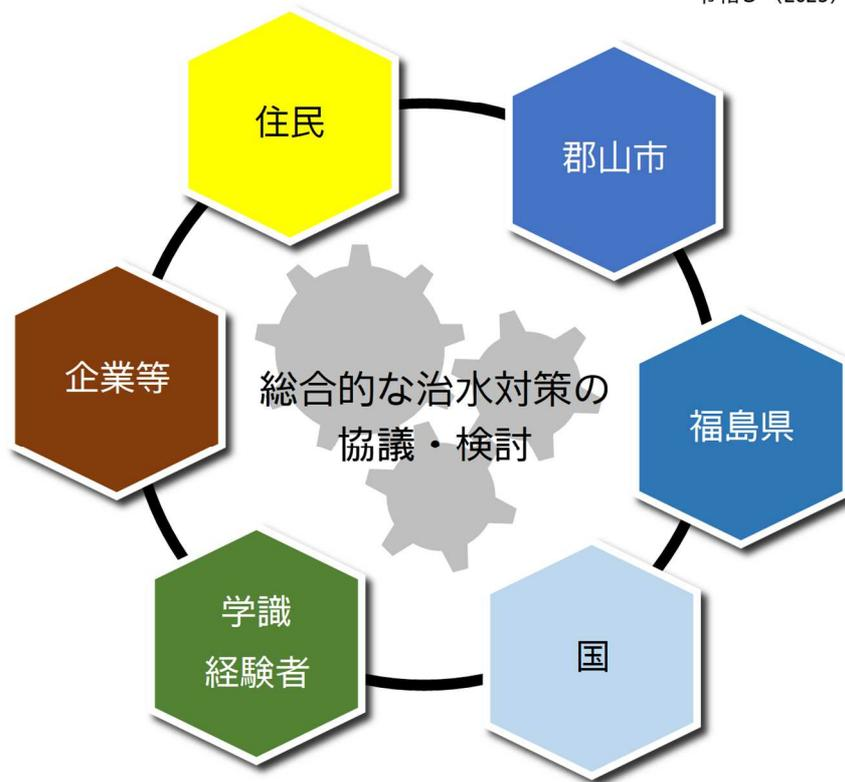 (2023)
住民
郡山市
企業等
総合的な治水対策の
協議・検討
福島県
学識
経験者
国